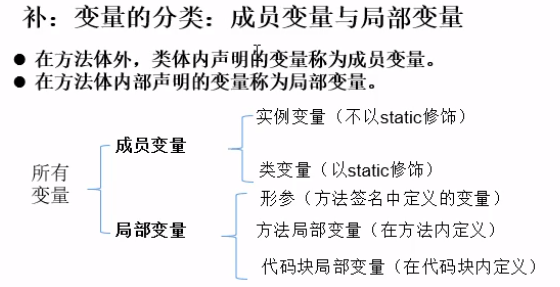 补：变量的分类：成员变量与局部变量
● 在方法体外，类体内声明的变量称为成员变量。
● 在方法体内部声明的变量称为局部变量。
所有
变量
成员变量
实例变量（不以static修饰）
类变量（以static修饰）
局部变量
形参（方法签名中定义的变量）
方法局部变量（在方法内定义）
代码块局部变量（在代码块内定义）